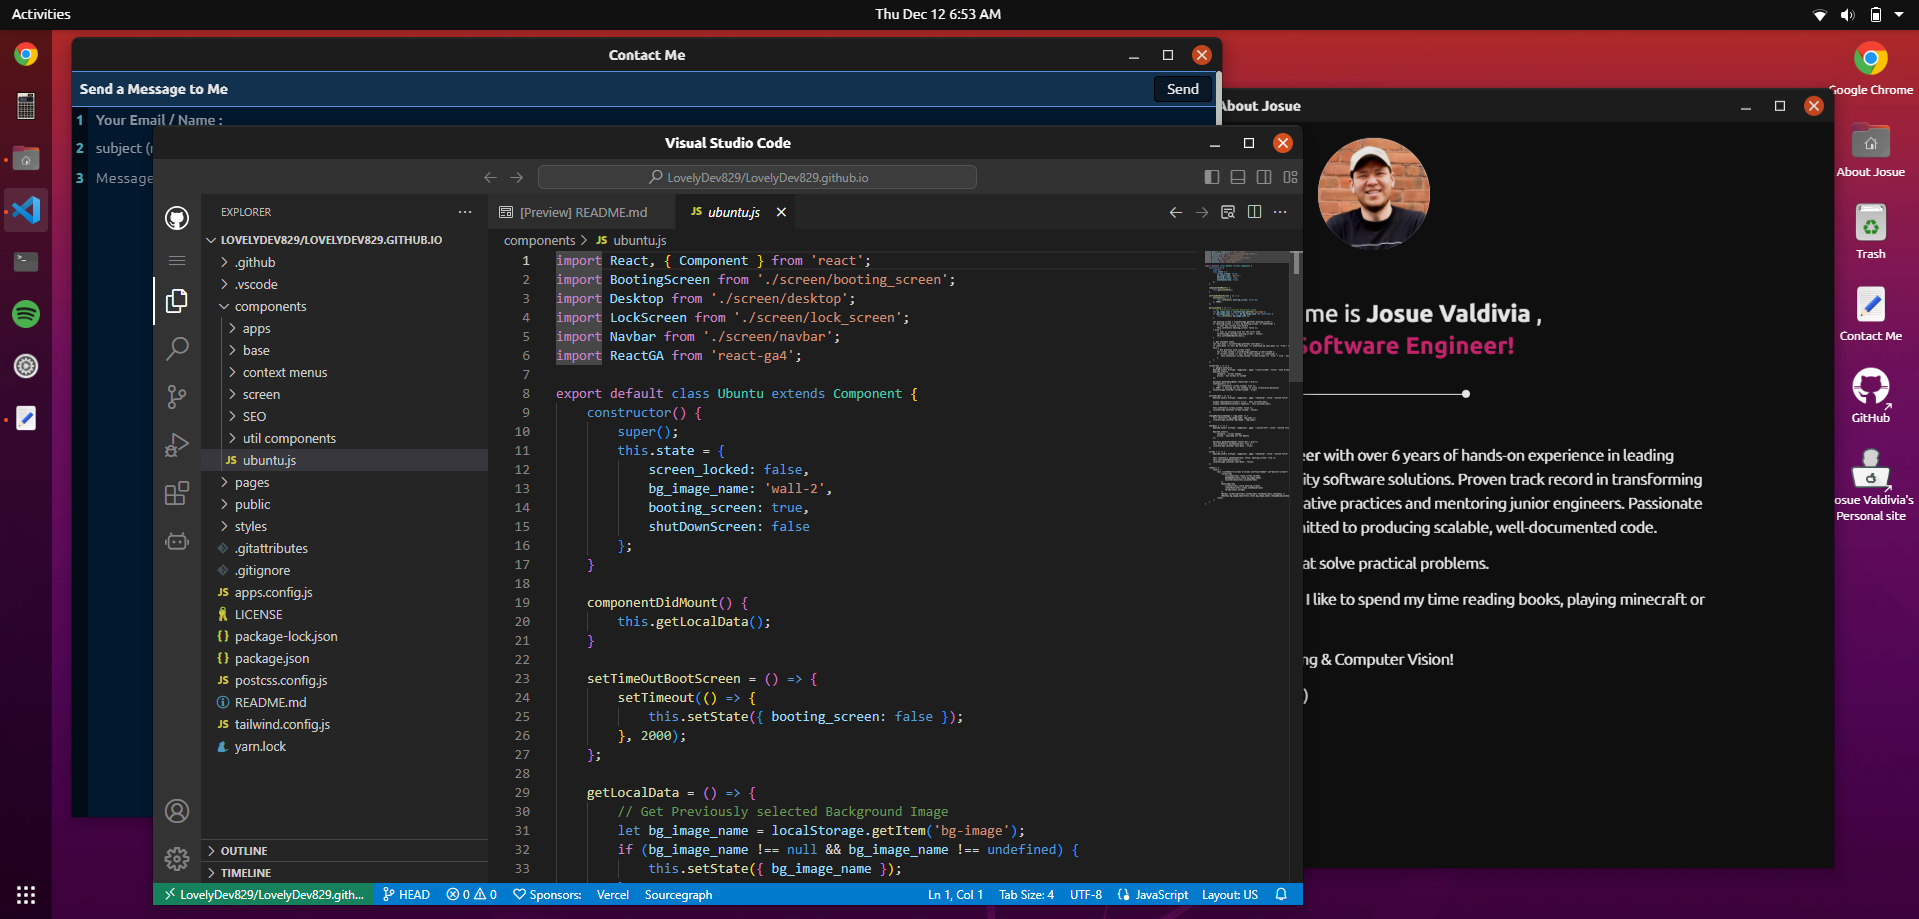 Activities
Thu Dec 12 6:53 AM
Contact Me
Send a Message to Me
Send
1 Your Email / Name :
2 subject (
3 Message
About Josue
me is Josue Valdivia ,
Software Engineer!
er with over 6 years of hands-on experience in leading
ity software solutions. Proven track record in transforming
ative practices and mentoring junior engineers. Passionate
itted to producing scalable, well-documented code.
at solve practical problems.
I like to spend my time reading books, playing minecraft or
ng & Computer Vision!
)
Google Chrome
About Josue
Trash
Contact Me
GitHub
osue Valdivia's
Personal site
Visual Studio Code
LovelyDev829/LovelyDev829.github.io
EXPLORER
LOVELYDEV829/LOVELYDEV829.GITHUB.IO
.github
.vscode
components
apps
base
context menus
screen
SEO
util components
JS ubuntu.js
pages
public
styles
.gitattributes
.gitignore
JS apps.config.js
LICENSE
{} package-lock.json
{} package.json
JS postcss.config.js
README.md
JS tailwind.config.js
yarn.lock
OUTLINE
TIMELINE
[Preview] README.md
JS ubuntu.js
components > JS ubuntu.js
1 import React, { Component } from 'react';
2 import BootingScreen from './screen/booting_screen';
3 import Desktop from './screen/desktop';
4 import LockScreen from './screen/lock_screen';
5 import Navbar from './screen/navbar';
6 import ReactGA from 'react-ga4';
7
8 export default class Ubuntu extends Component {
9 constructor() {
10 super();
11 this.state = {
12 screen_locked: false,
13 bg_image_name: 'wall-2',
14 booting_screen: true,
15 shutDownScreen: false
16 };
17 }
18
19 componentDidMount() {
20 this.getLocalData();
21 }
22
23 setTimeOutBootScreen = () => {
24 setTimeout(() => {
25 this.setState({ booting_screen: false });
26 }, 2000);
27 };
28
29 getLocalData = () => {
30 // Get Previously selected Background Image
31 let bg_image_name = localStorage.getItem('bg-image');
32 if (bg_image_name !== null && bg_image_name !== undefined) {
33 this.setState({ bg_image_name });
LovelyDev829/LovelyDev829.gith...
HEAD
0 0
Sponsors:
Vercel
Sourcegraph
Ln 1, Col 1
Tab Size: 4
UTF-8
JavaScript
Layout: US